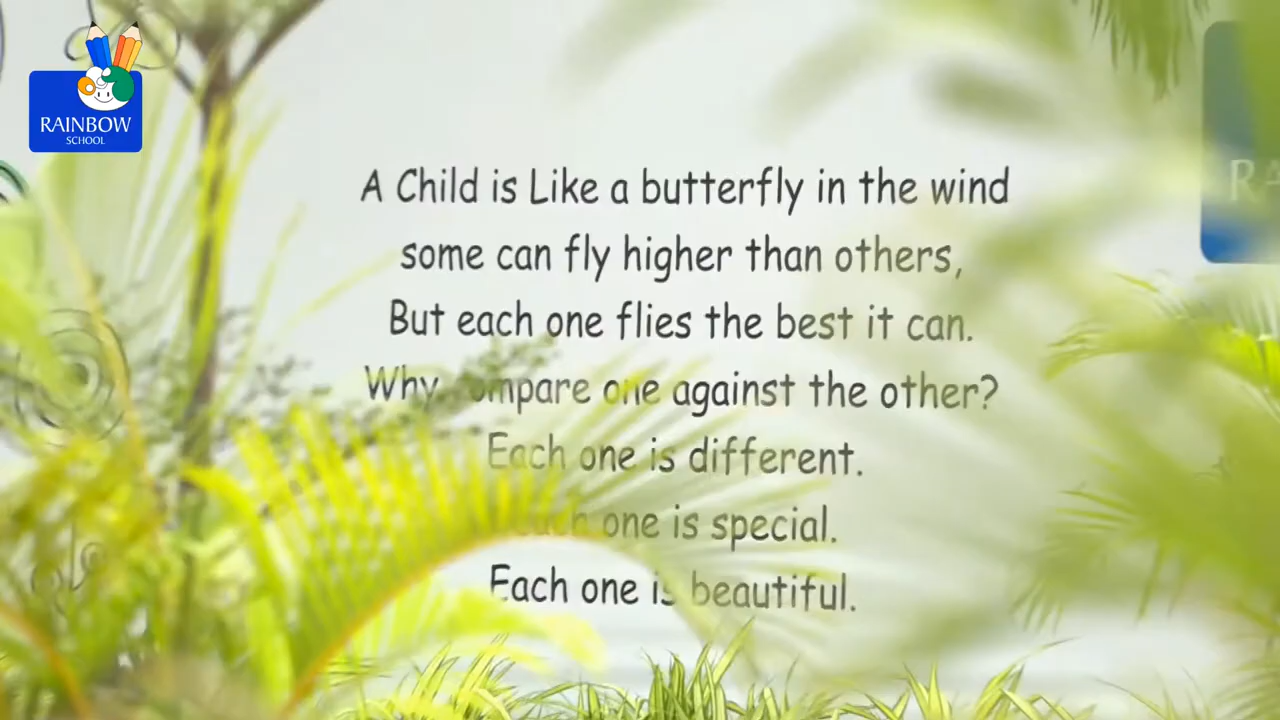 RAINBOW
SCHOOL
A Child is Like a butterfly in the wind
some can fly higher than others,
But each one flies the best it can.
Why compare one against the other?
Each one is different.
Each one is special.
Each one is beautiful.